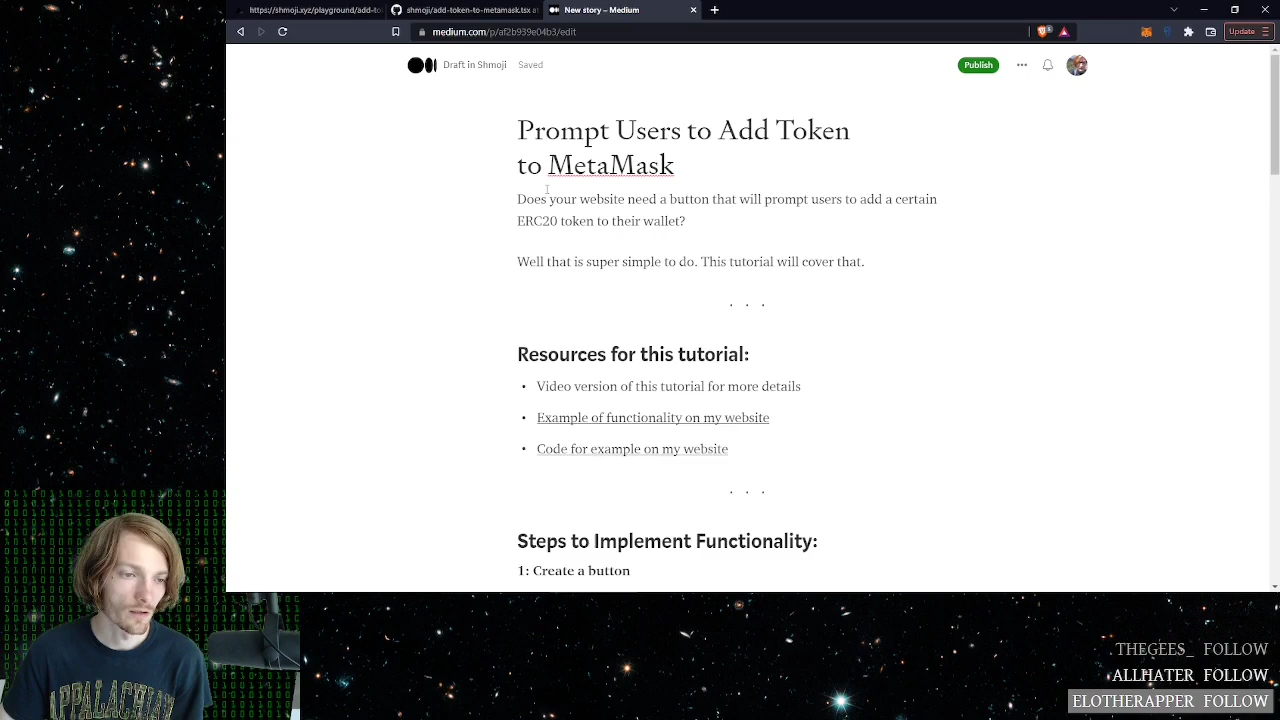 https://shmoji.xyz/playground/add-to
shmoji/add-token-to-metamask.tsx at
New story – Medium
medium.com/p/af2b939e04b3/edit
Update
Draft in Shmoji
Saved
Publish
Prompt Users to Add Token
to MetaMask
Does your website need a button that will prompt users to add a certain
ERC20 token to their wallet?
Well that is super simple to do. This tutorial will cover that.
Resources for this tutorial:
• Video version of this tutorial for more details
• Example of functionality on my website
• Code for example on my website
Steps to Implement Functionality:
1: Create a button
APPALACHIAN
THEGEES_ FOLLOW
ALLHATER FOLLOW
ELOTHERAPPER FOLLOW